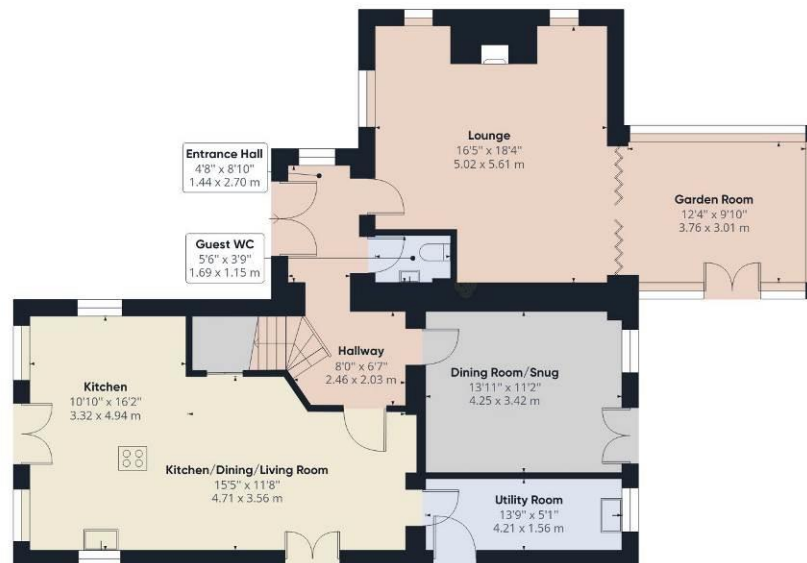 Lounge
16'5" x 18'4"
5.02 x 5.61 m
Entrance Hall
4'8" x 8'10"
1.44 x 2.70 m
Garden Room
12'4" x 9'10"
3.76 x 3.01 m
Guest WC
5'6" x 3'9"
1.69 x 1.15 m
Hallway
8'0" x 6'7"
2.46 x 2.03 m
Dining Room/Snug
13'11" x 11'2"
4.25 x 3.42 m
Kitchen
10'10" x 16'2"
3.32 x 4.94 m
Kitchen/Dining/Living Room
15'5" x 11'8"
4.71 x 3.56 m
Utility Room
13'9" x 5'1"
4.21 x 1.56 m